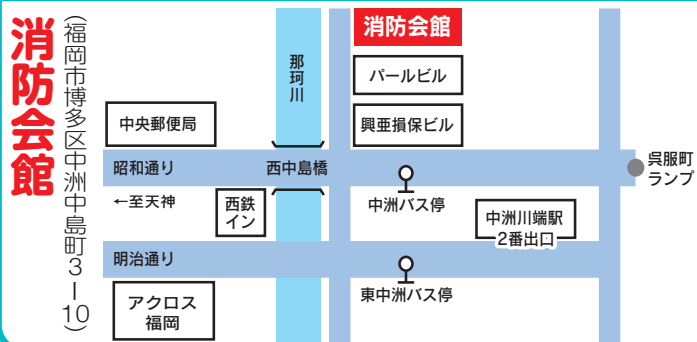 消防会館
(福岡市博多区中洲中島町3-10)
消防会館
那珂川
パールビル
中央郵便局
興亜損保ビル
昭和通り
西中島橋
呉服町
ランプ
←至天神
西鉄
イン
中洲バス停
中洲川端駅
2番出口
明治通り
東中洲バス停
アクロス
福岡